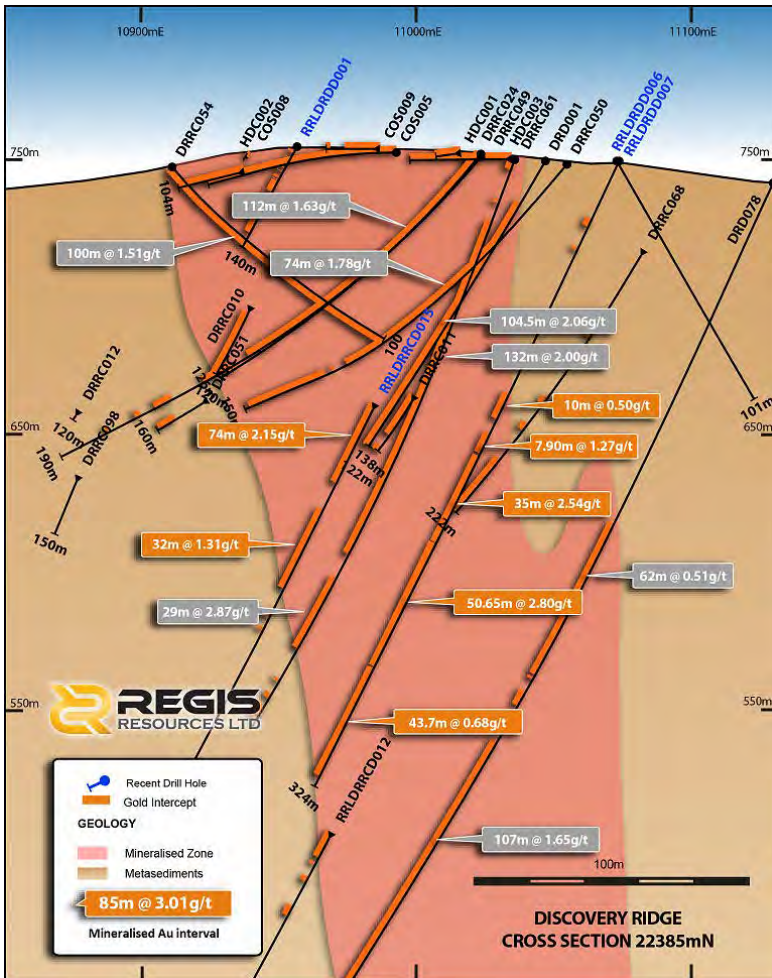 10900mE
11000mE
11100mE
DRRC054
HDC002
COS008
RRLDRDD001
COS009
COS005
HDC001
DRRC024
DRRC049
HDC003
DRRC061
DRD001
DRRC050
RRLDRDD006
RRLDRDD007
750m
750m
104m
112m @ 1.63g/t
DRRC068
DRD078
100m @ 1.51g/t
140m
74m @ 1.78g/t
DRRC010
100
104.5m @ 2.06g/t
132m @ 2.00g/t
DRRC051
RRLDRRCD015
DRRC011
DRRC012
120m
160m
101m
10m @ 0.50g/t
120m
160m
650m
74m @ 2.15g/t
138m
122m
7.90m @ 1.27g/t
650m
190m
DRRC098
35m @ 2.54g/t
222m
150m
32m @ 1.31g/t
62m @ 0.51g/t
29m @ 2.87g/t
50.65m @ 2.80g/t
REGIS
RESOURCES LTD
550m
43.7m @ 0.68g/t
550m
324m
RRLDRRCD012
Recent Drill Hole
Gold Intercept
GEOLOGY
Mineralised Zone
Metasediments
85m @ 3.01g/t
Mineralised Au interval
107m @ 1.65g/t
100m
DISCOVERY RIDGE
CROSS SECTION 22385mN